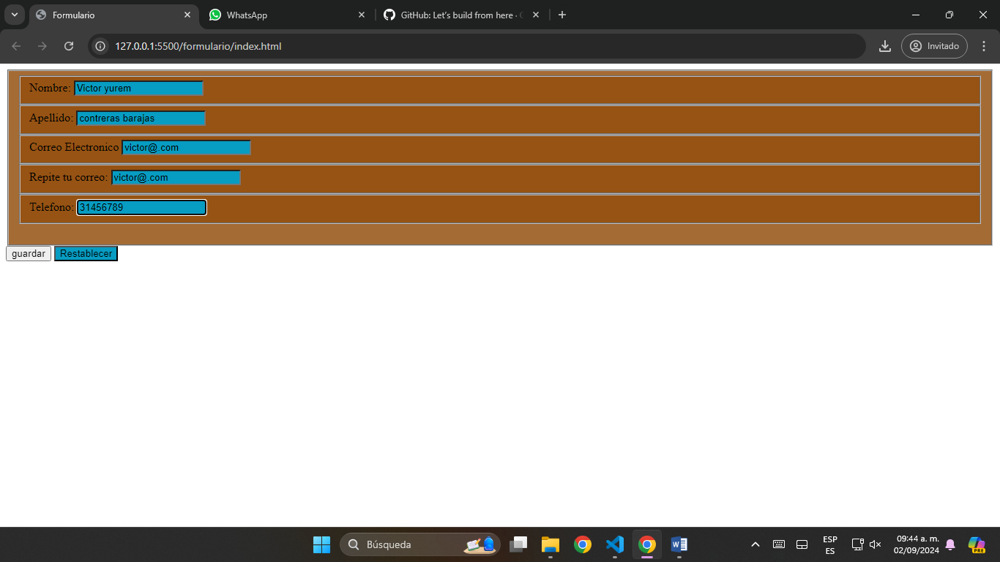 Formulario
WhatsApp
GitHub: Let's build from here ·
127.0.0.1:5500/formulario/index.html
Invitado
Nombre: Victor yurem
Apellido: contreras barajas
Correo Electronico victor@.com
Repite tu correo: victor@.com
Telefono: 31456789
guardar Restablecer
Búsqueda
ESP
ES
09:44 a. m.
02/09/2024
PRE